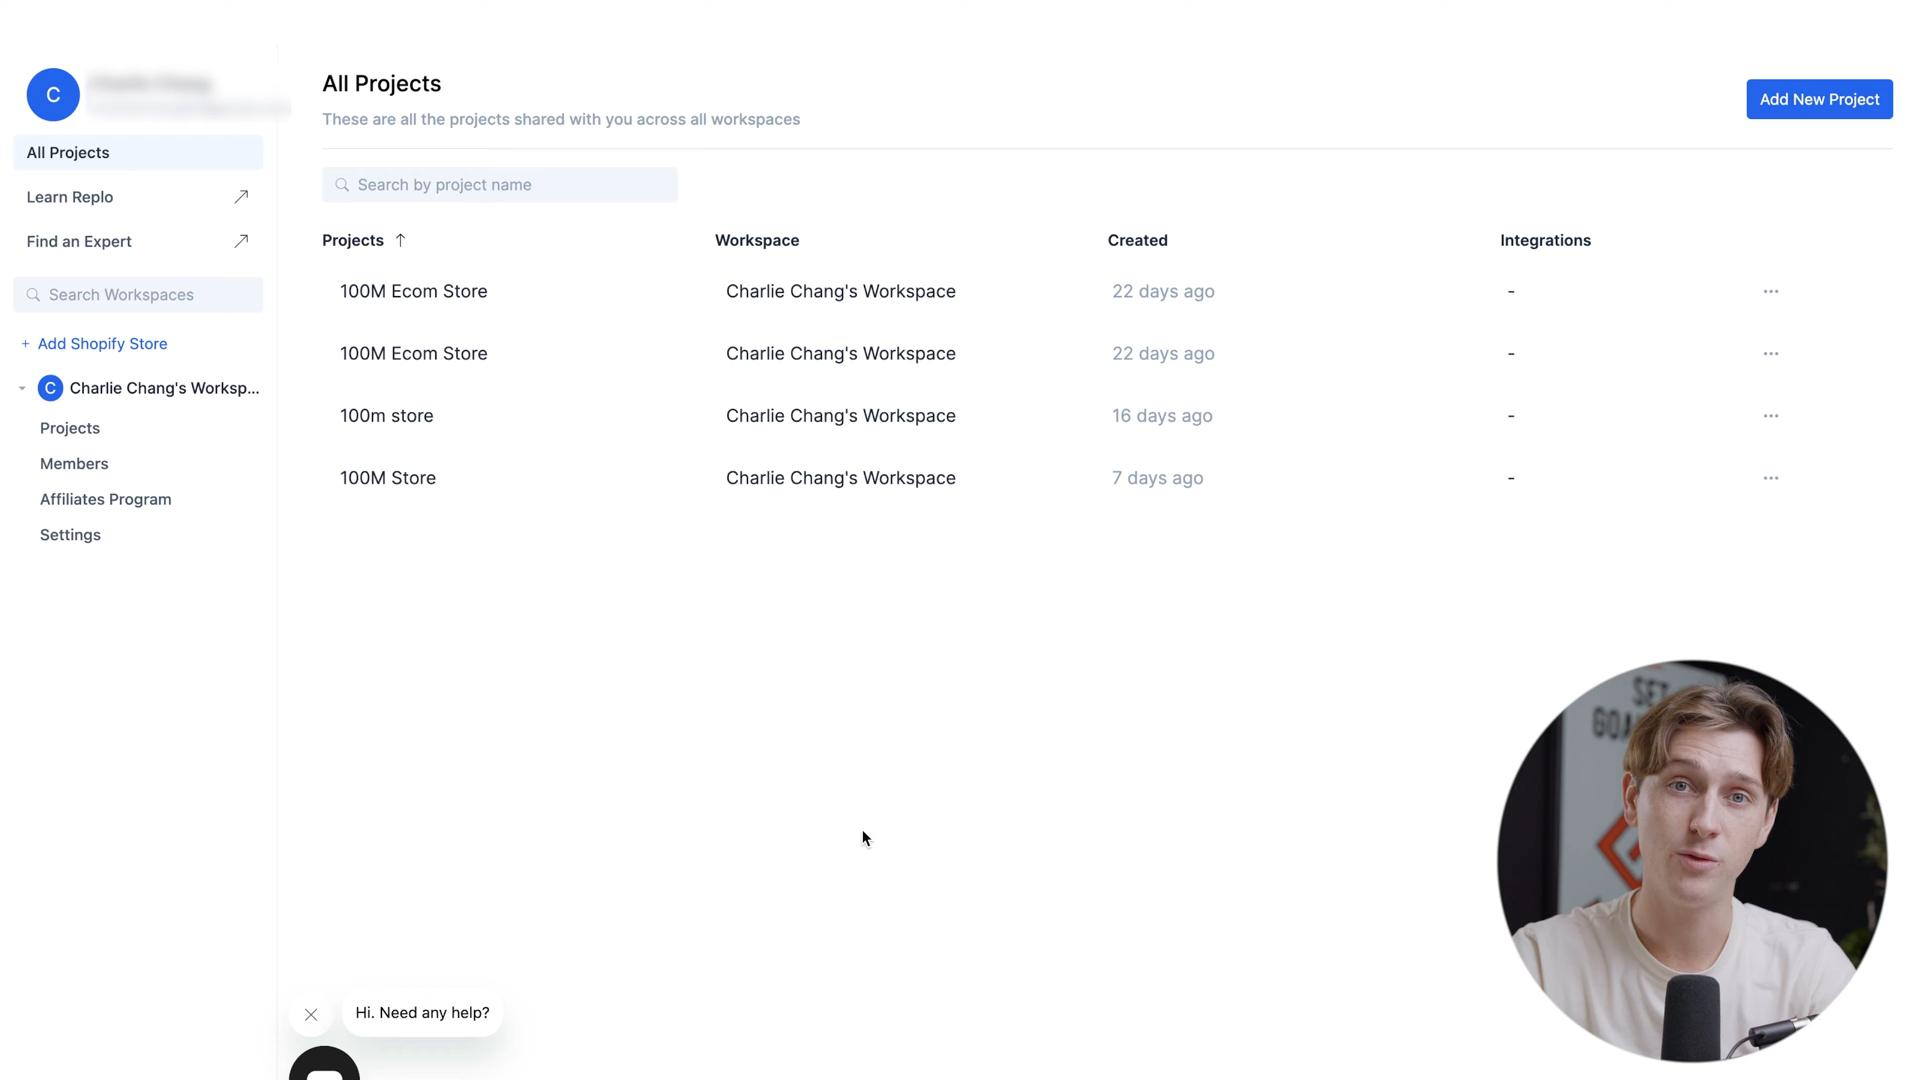 C
All Projects
Learn Replo
Find an Expert
Search Workspaces
+ Add Shopify Store
C Charlie Chang's Worksp...
Projects
Members
Affiliates Program
Settings
All Projects
These are all the projects shared with you across all workspaces
Add New Project
Search by project name
Projects ↑ Workspace Created Integrations
100M Ecom Store Charlie Chang's Workspace 22 days ago - ...
100M Ecom Store Charlie Chang's Workspace 22 days ago - ...
100m store Charlie Chang's Workspace 16 days ago - ...
100M Store Charlie Chang's Workspace 7 days ago - ...
Hi. Need any help?
SET